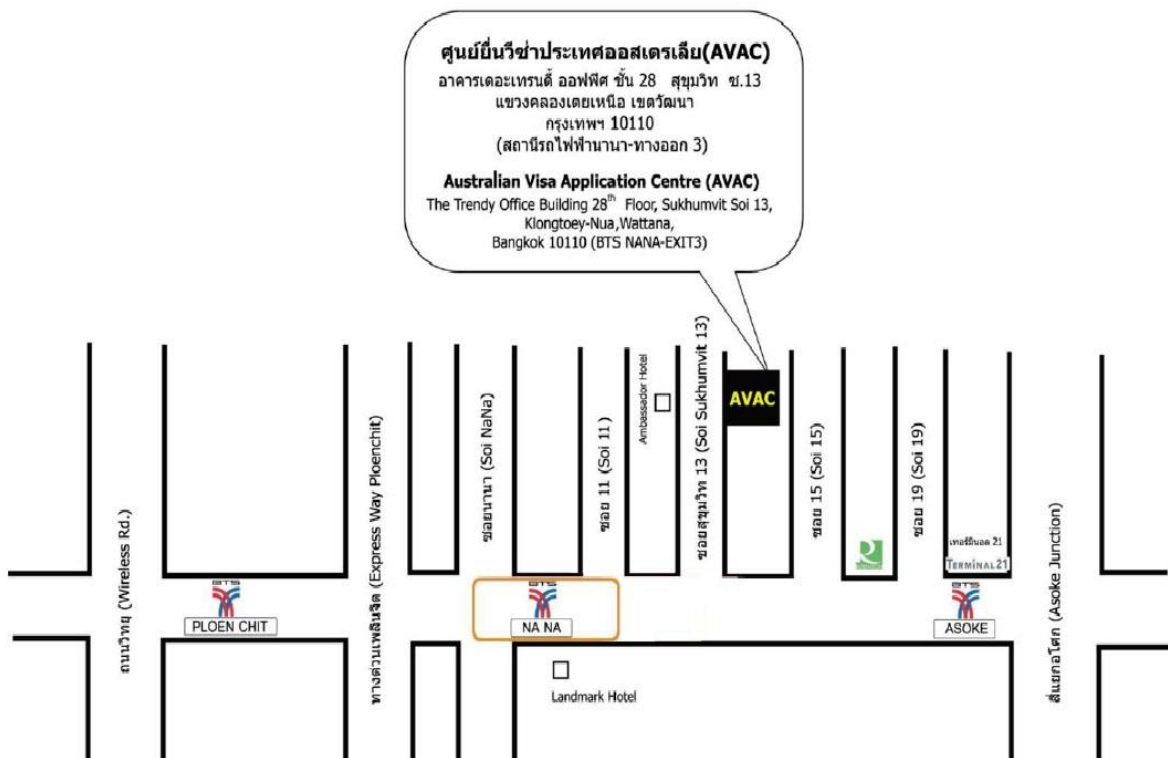 ศูนย์ยื่นวีซ่าประเทศออสเตรเลีย(AVAC)
อาคารเดอะเทรนดี้ ออฟฟิศ ชั้น 28 สุขุมวิท ซ.13
แขวงคลองเตยเหนือ เขตวัฒนา
กรุงเทพฯ 10110
(สถานีรถไฟฟ้านานา-ทางออก 3)
Australian Visa Application Centre (AVAC)
The Trendy Office Building 28th Floor, Sukhumvit Soi 13,
Klongtoey-Nua,Wattana,
Bangkok 10110 (BTS NANA-EXIT3)
ถนนวิทยุ (Wireless Rd.)
ทางด่วนเพลินจิต (Express Way Ploenchit)
ซอยนานา (Soi NaNa)
ซอย 11 (Soi 11)
Ambassador Hotel
ซอยสุขุมวิท 13 (Soi Sukhumvit 13)
AVAC
ซอย 15 (Soi 15)
ซอย 19 (Soi 19)
เทอร์มินอล 21
TERMINAL21
สี่แยกอโศก (Asoke Junction)
BTS
PLOEN CHIT
BTS
NA NA
BTS
ASOKE
Landmark Hotel